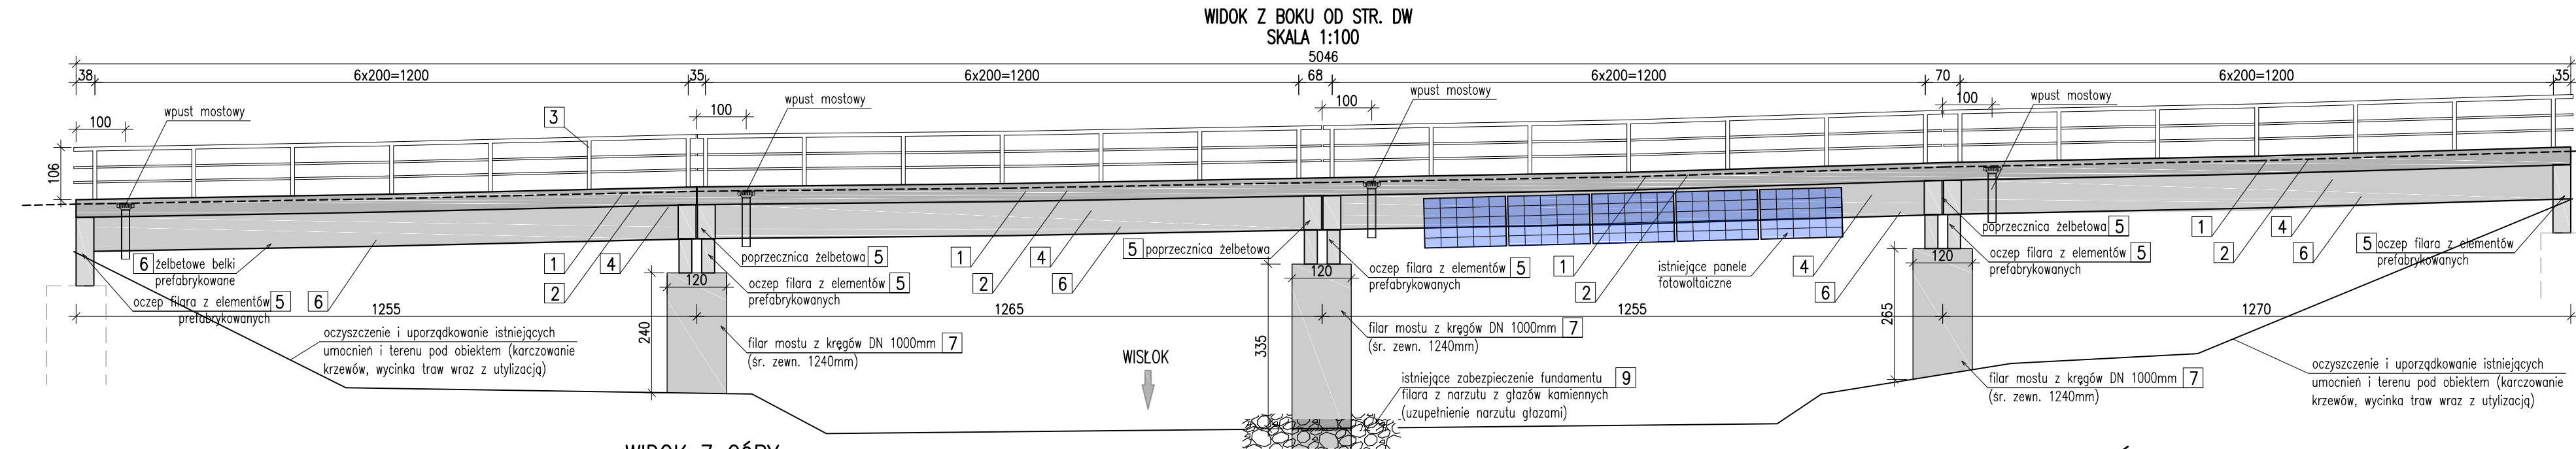 WIDOK Z BOKU OD STR. DW
SKALA 1:100
5046
38
6x200=1200
35
6x200=1200
68
6x200=1200
70
6x200=1200
35
100
wpust mostowy
3
100
wpust mostowy
100
wpust mostowy
100
wpust mostowy
106
6 żelbetowe belki
prefabrykowane
oczep filara z elementów 5
prefabrykowanych
6
1
2
4
poprzecznica żelbetowa 5
oczep filara z elementów 5
prefabrykowanych
120
1
2
4
6
5 poprzecznica żelbetowa
120
oczep filara z elementów 5
prefabrykowanych
1
2
istniejące panele
fotowoltaiczne
4
6
poprzecznica żelbetowa 5
oczep filara z elementów 5
prefabrykowanych
120
1
2
4
6
5 oczep filara z elementów
prefabrykowanych
1255
1265
1255
1270
oczyszczenie i uporządkowanie istniejących
umocnień i terenu pod obiektem (karczowanie
krzewów, wycinka traw wraz z utylizacją)
240
filar mostu z kręgów DN 1000mm 7
(śr. zewn. 1240mm)
WISŁOK
335
filar mostu z kręgów DN 1000mm 7
(śr. zewn. 1240mm)
istniejące zabezpieczenie fundamentu 9
filara z narzutu z głazów kamiennych
(uzupełnienie narzutu głazami)
265
filar mostu z kręgów DN 1000mm 7
(śr. zewn. 1240mm)
oczyszczenie i uporządkowanie istniejących
umocnień i terenu pod obiektem (karczowanie
krzewów, wycinka traw wraz z utylizacją)
WIDOK Z GÓRY